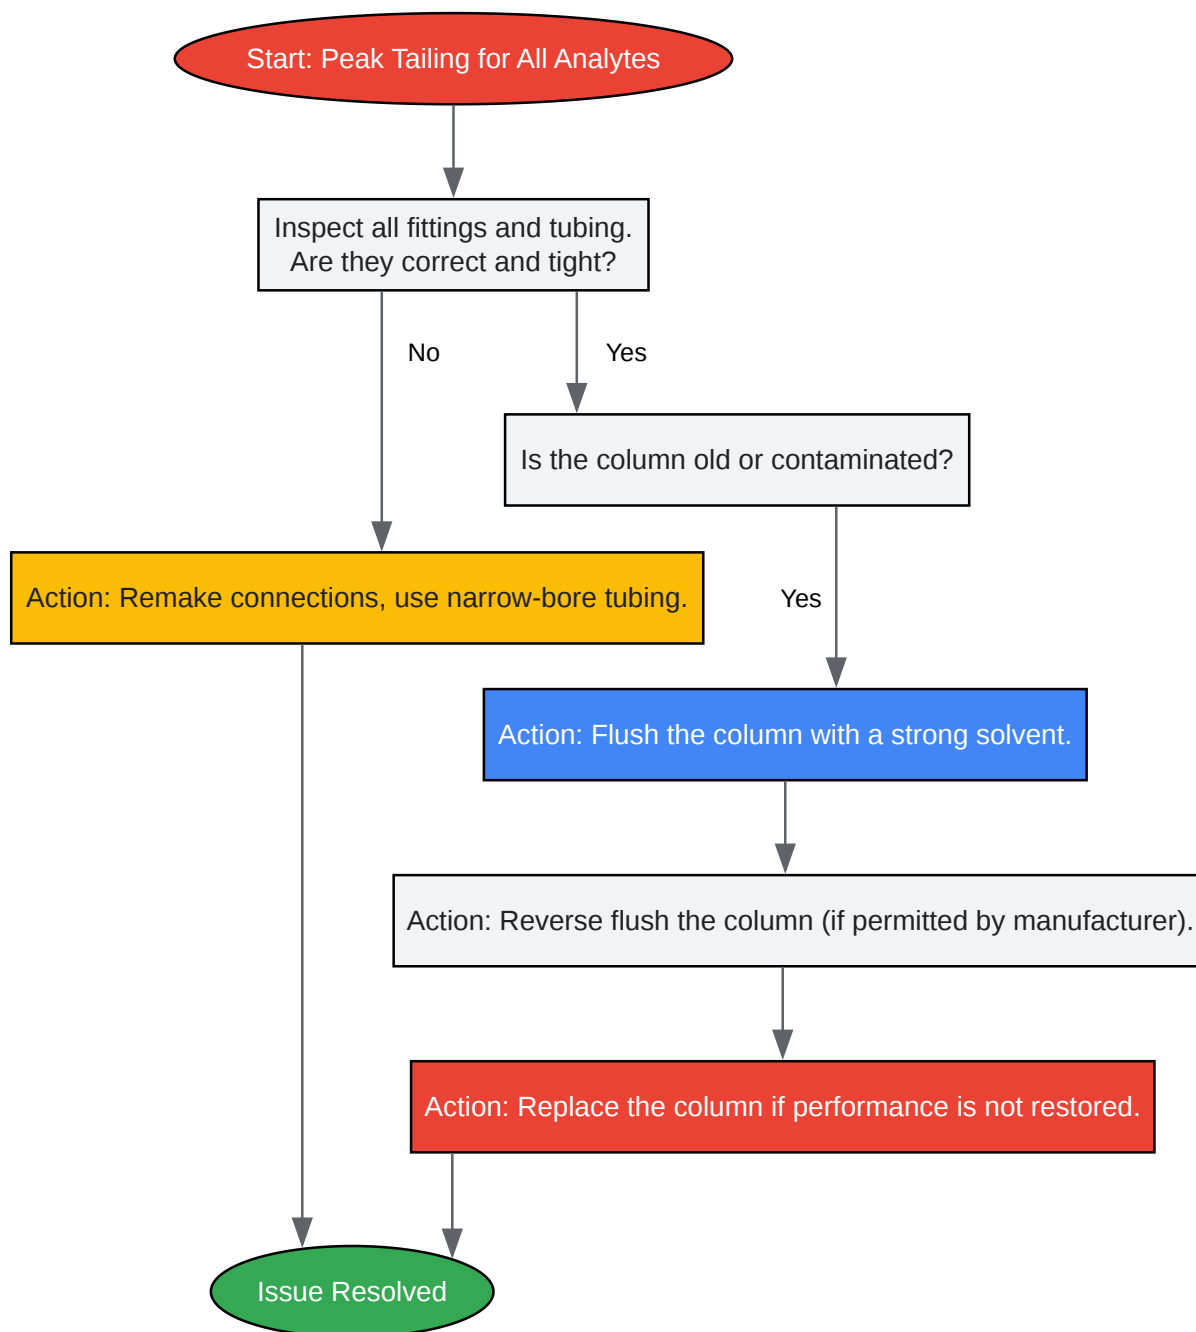 Start: Peak Tailing for All Analytes
Inspect all fittings and tubing.
Are they correct and tight?
No
Yes
Is the column old or contaminated?
Action: Remake connections, use narrow-bore tubing.
Yes
Action: Flush the column with a strong solvent.
Action: Reverse flush the column (if permitted by manufacturer).
Action: Replace the column if performance is not restored.
Issue Resolved